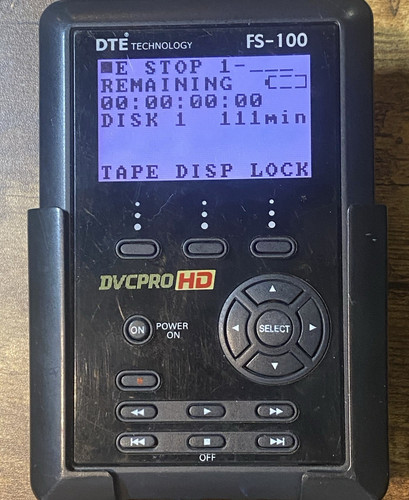 DTE TECHNOLOGY FS-100
E STOP 1-___
REMAINING
00:00:00:00
DISK 1 111min
TAPE DISP LOCK
DVCPRO HD
ON POWER ON
SELECT
OFF